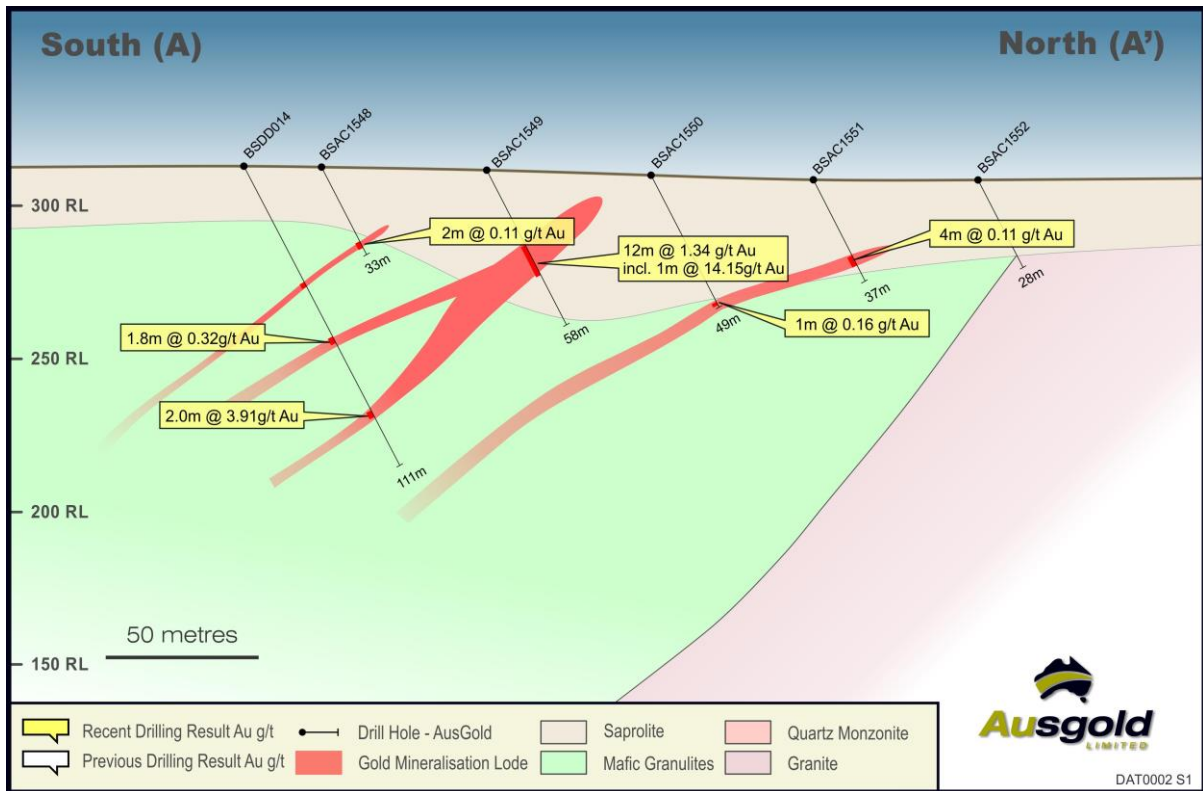 South (A)
North (A')
BSDD014
BSAC1548
BSAC1549
BSAC1550
BSAC1551
BSAC1552
300 RL
250 RL
200 RL
150 RL
2m @ 0.11 g/t Au
33m
12m @ 1.34 g/t Au
incl. 1m @ 14.15g/t Au
4m @ 0.11 g/t Au
37m
28m
58m
49m
1m @ 0.16 g/t Au
1.8m @ 0.32g/t Au
2.0m @ 3.91g/t Au
111m
50 metres
Recent Drilling Result Au g/t
Previous Drilling Result Au g/t
Drill Hole - AusGold
Gold Mineralisation Lode
Saprolite
Mafic Granulites
Quartz Monzonite
Granite
Ausgold
LIMITED
DAT0002 S1